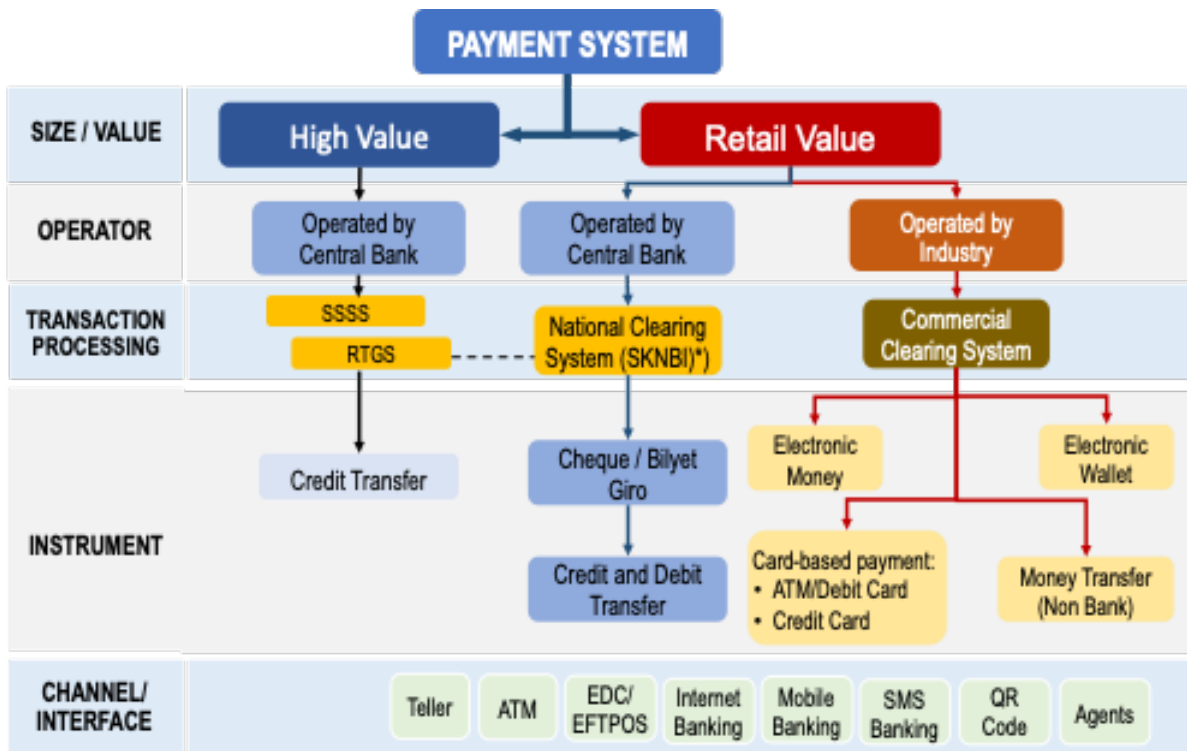 PAYMENT SYSTEM
SIZE / VALUE
High Value
Retail Value
OPERATOR
Operated by
Central Bank
Operated by
Central Bank
Operated by
Industry
TRANSACTION
PROCESSING
SSSS
RTGS
National Clearing
System (SKNBI)*)
Commercial
Clearing System
INSTRUMENT
Credit Transfer
Cheque / Bilyet
Giro
Credit and Debit
Transfer
Electronic
Money
Electronic
Wallet
Card-based payment:
• ATM/Debit Card
• Credit Card
Money Transfer
(Non Bank)
CHANNEL/
INTERFACE
Teller
ATM
EDC/
EFTPOS
Internet
Banking
Mobile
Banking
SMS
Banking
QR
Code
Agents